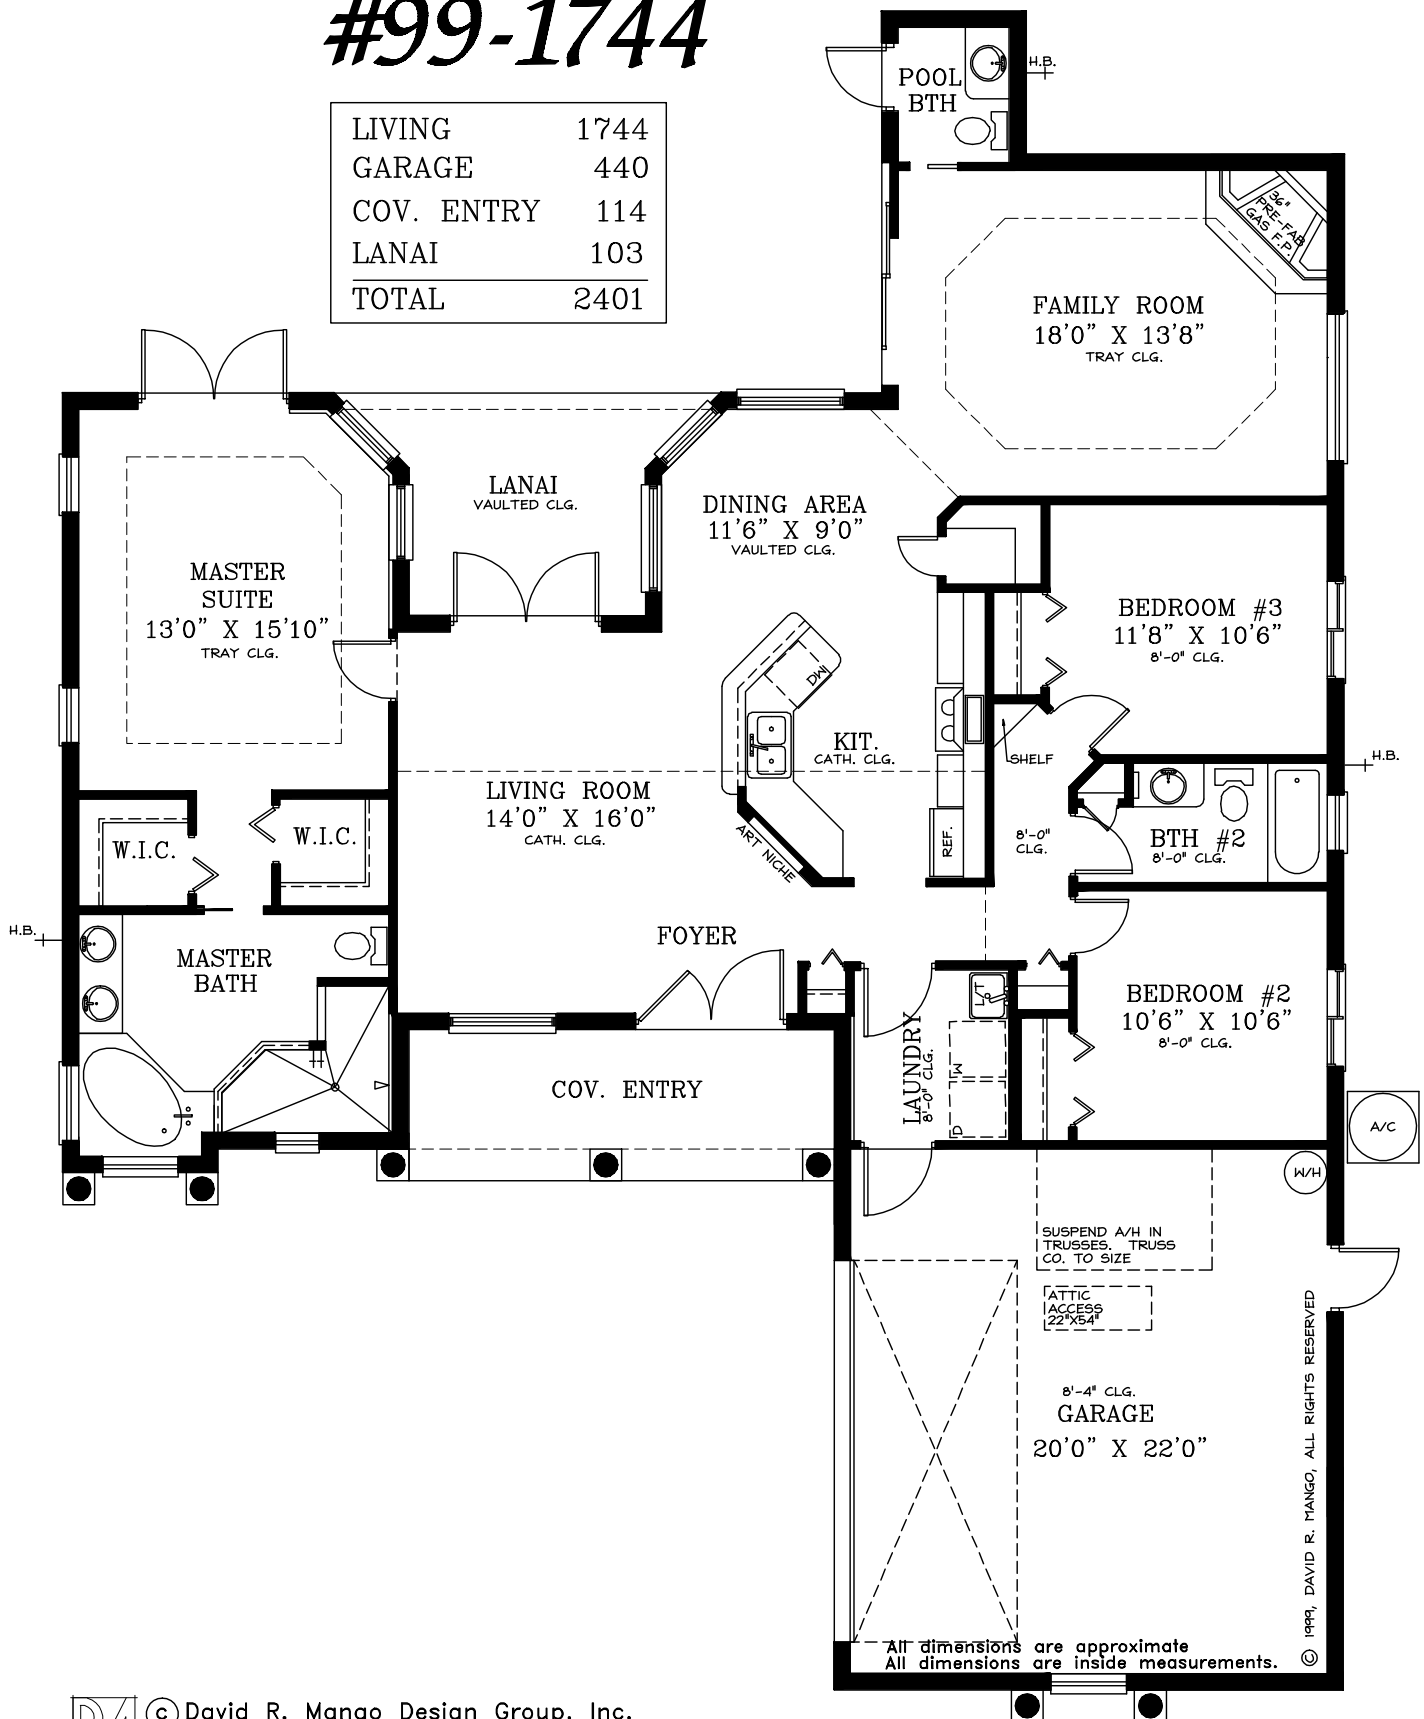 #99-1744
LIVING 1744
GARAGE 440
COV. ENTRY 114
LANAI 103
TOTAL 2401
POOL
BTH
H.B.
36"
PRE-FAB
GAS F.P.
FAMILY ROOM
18'0" X 13'8"
TRAY CLG.
LANAI
VAULTED CLG.
DINING AREA
11'6" X 9'0"
VAULTED CLG.
MASTER
SUITE
13'0" X 15'10"
TRAY CLG.
BEDROOM #3
11'8" X 10'6"
8'-0" CLG.
DW
KIT.
CATH. CLG.
SHELF
H.B.
LIVING ROOM
14'0" X 16'0"
CATH. CLG.
W.I.C.
W.I.C.
ART NICHE
REF.
8'-0"
CLG.
BTH #2
8'-0" CLG.
H.B.
MASTER
BATH
FOYER
BEDROOM #2
10'6" X 10'6"
8'-0" CLG.
L.T.
LAUNDRY
8'-0" CLG.
W
D
COV. ENTRY
A/C
W/H
SUSPEND A/H IN
TRUSSES. TRUSS
CO. TO SIZE
ATTIC
ACCESS
22"X54"
8'-4" CLG.
GARAGE
20'0" X 22'0"
© 1999, DAVID R. MANGO, ALL RIGHTS RESERVED
All dimensions are approximate
All dimensions are inside measurements.
© David R. Mango Design Group, Inc.